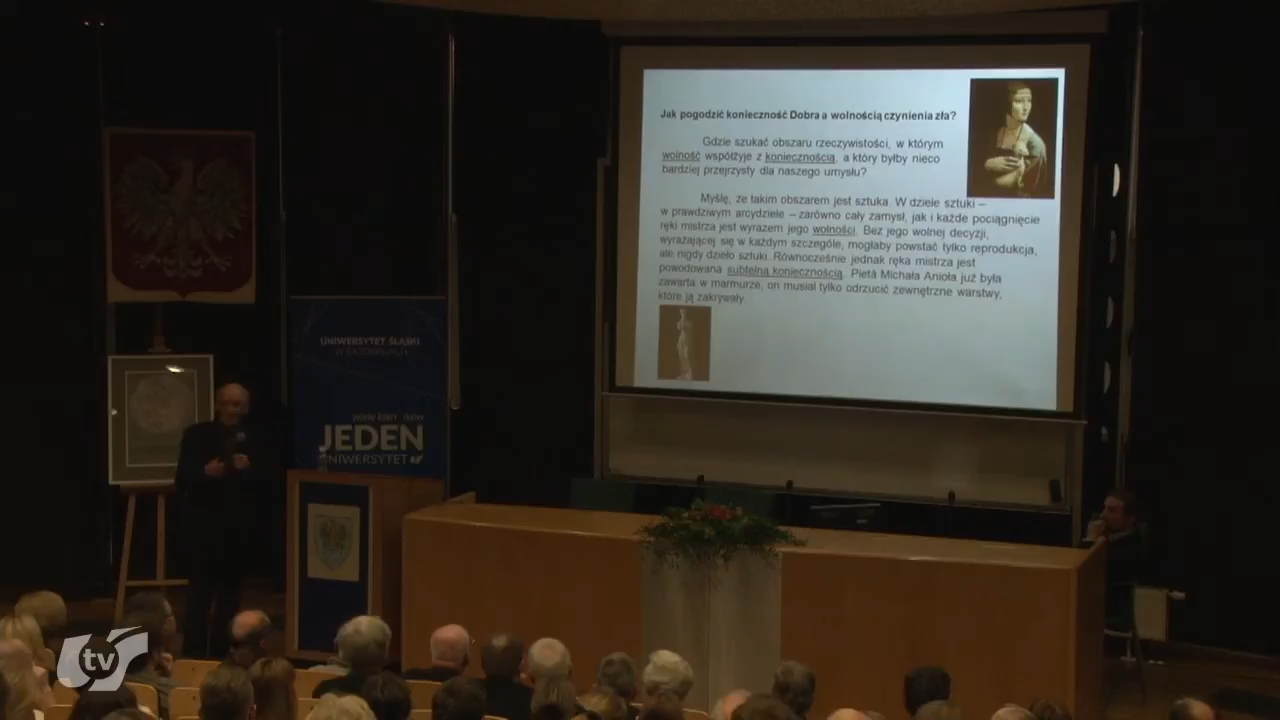 Jak pogodzić konieczność Dobra a wolnością czynienia zła?
Gdzie szukać obszaru rzeczywistości, w którym
wolność współżyje z koniecznością, a który byłby nieco
bardziej przejrzysty dla naszego umysłu?
Myślę, że takim obszarem jest sztuka. W dziele sztuki –
w prawdziwym arcydziele – zarówno cały zamysł, jak i każde pociągnięcie
ręki mistrza jest wyrazem jego wolności. Bez jego wolnej decyzji,
wyrażającej się w każdym szczególe, mogłaby powstać tylko reprodukcja,
ale nigdy dzieło sztuki. Równocześnie jednak ręka mistrza jest
powodowana subtelną koniecznością. Pietà Michała Anioła już była
zawarta w marmurze, on musiał tylko odrzucić zewnętrzne warstwy,
które ją zakrywały.
UNIWERSYTET ŚLĄSKI
W KATOWICACH
JEDEN
UNIWERSYTET
tv